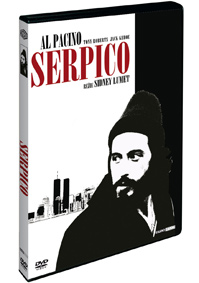 AL PACINO
TONY ROBERTS JACK KEHOE
SERPICO
REŽIE SIDNEY LUMET
SERPICO
DVD